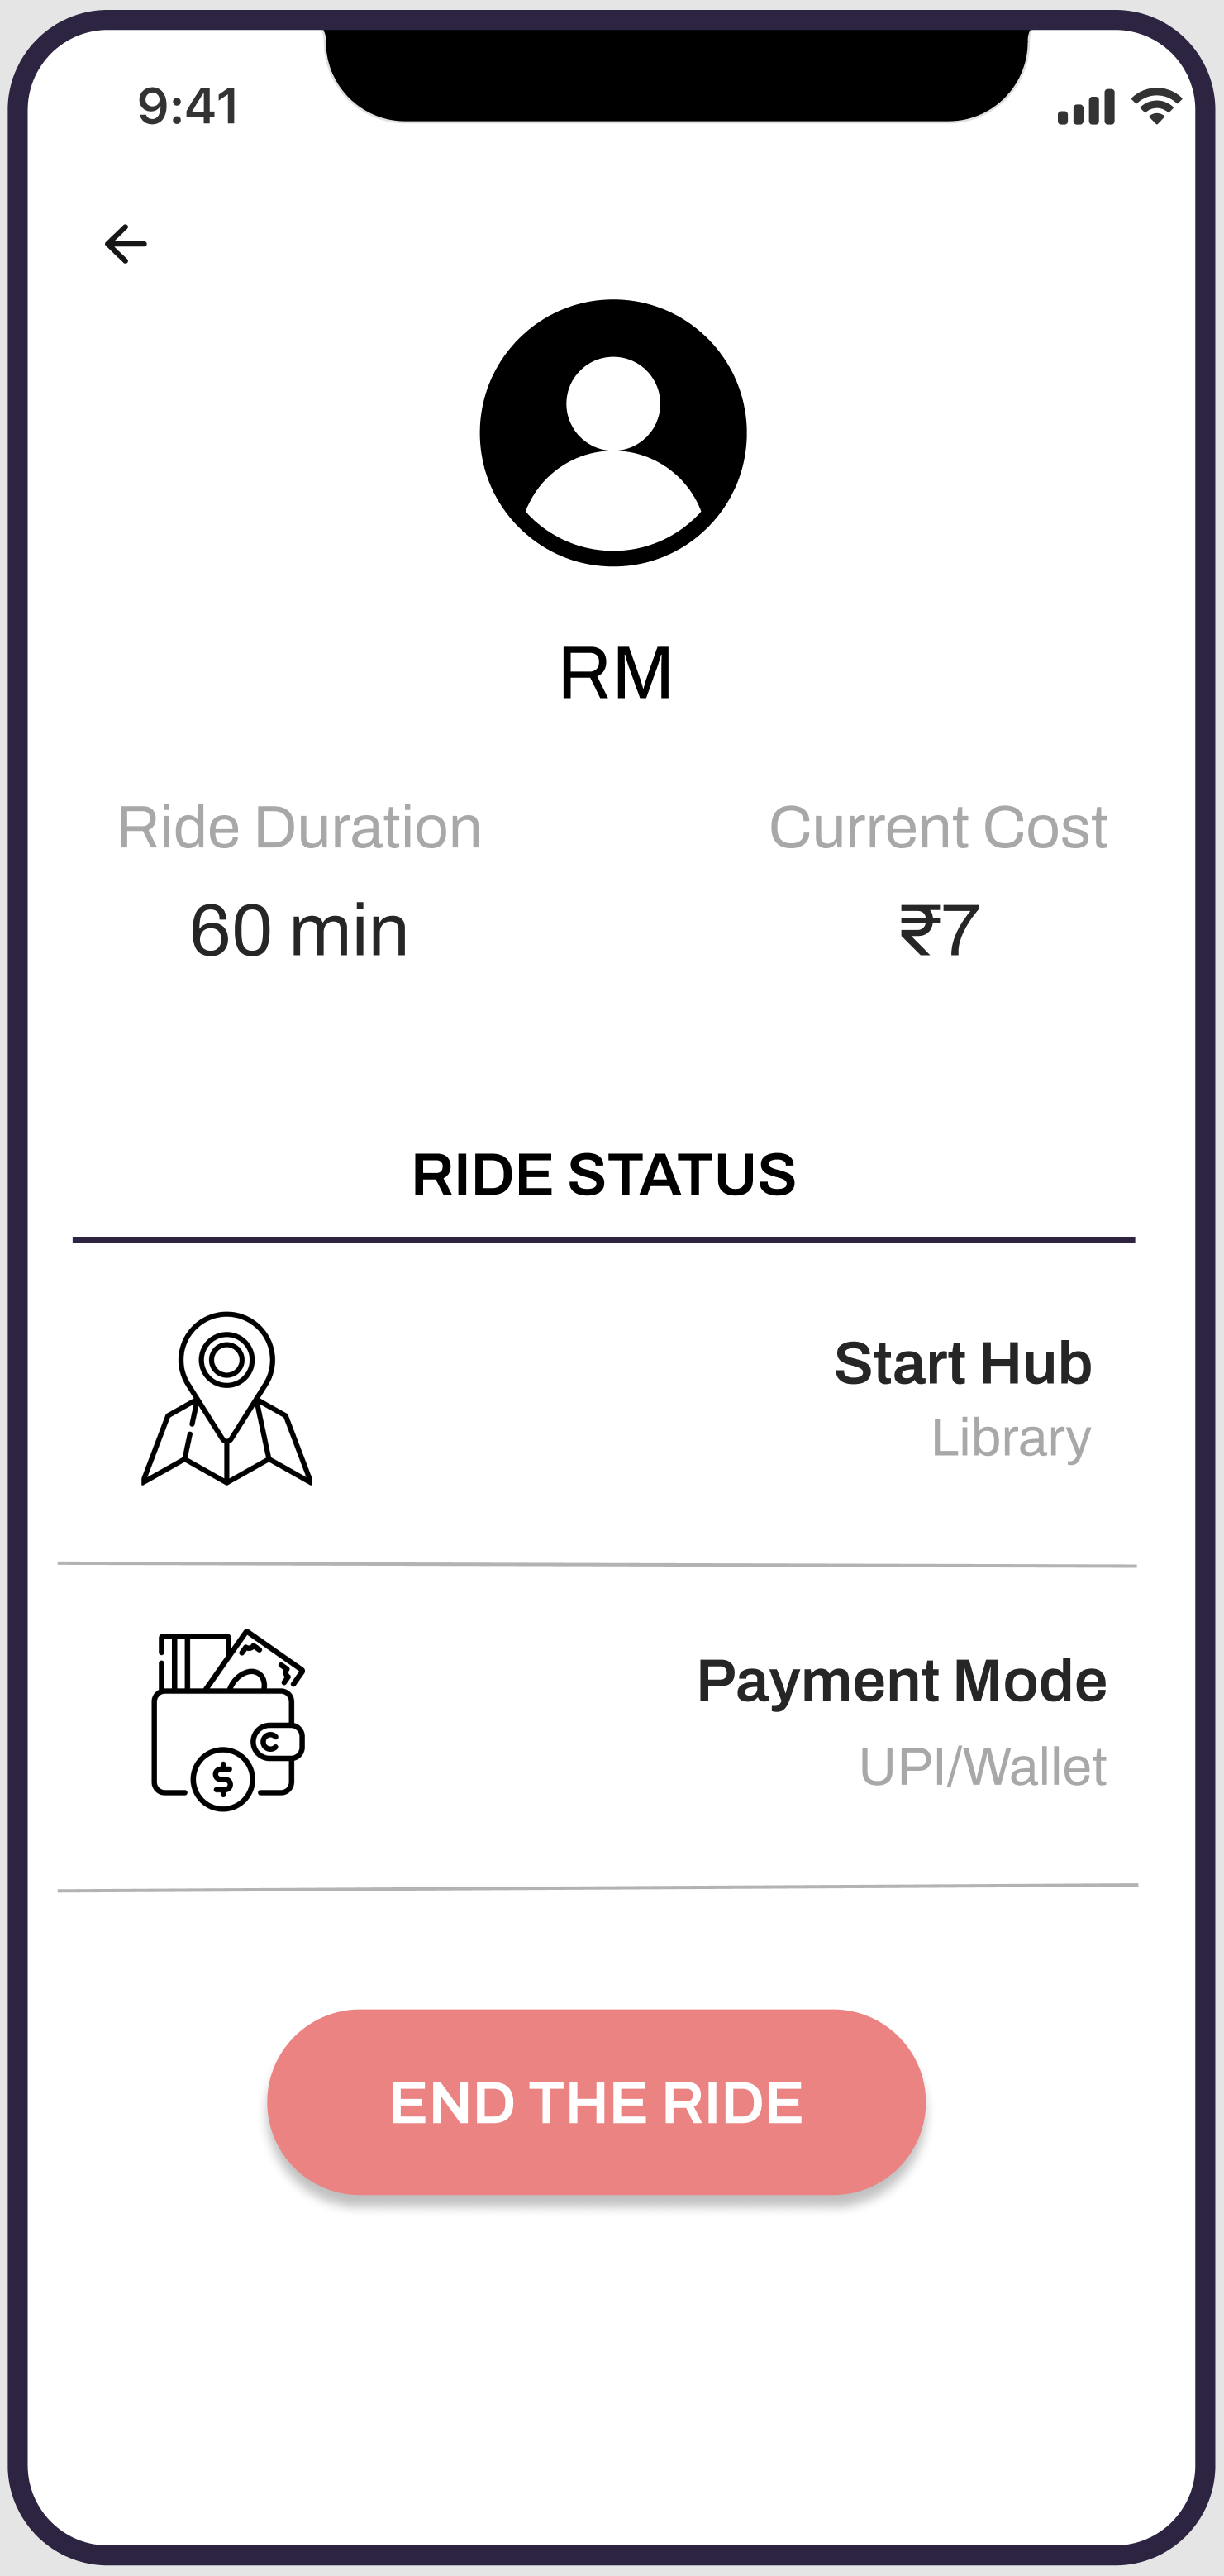 9:41
RM
Ride Duration
Current Cost
60 min
₹7
RIDE STATUS
Start Hub
Library
Payment Mode
UPI/Wallet
END THE RIDE